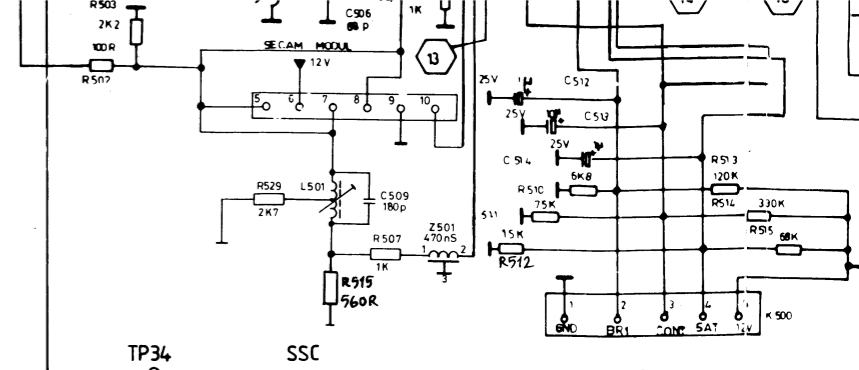 R503
2K2
100R
R502
SECAM MODUL
12V
C506
68p
1K
13
5 6 7 8 9 10
25V
1µ
C512
25V
10µ
C513
25V
1µ
C514
6K8
R510
R513
120K
R514
75K
511
330K
R515
15K
R512
68K
R529
2K7
L501
C509
180p
R507
1K
Z501
470nS
1 2
3
R515
560R
1 2 3 4 5
GND BRI CONT SAT 12V
K500
TP34
SSC